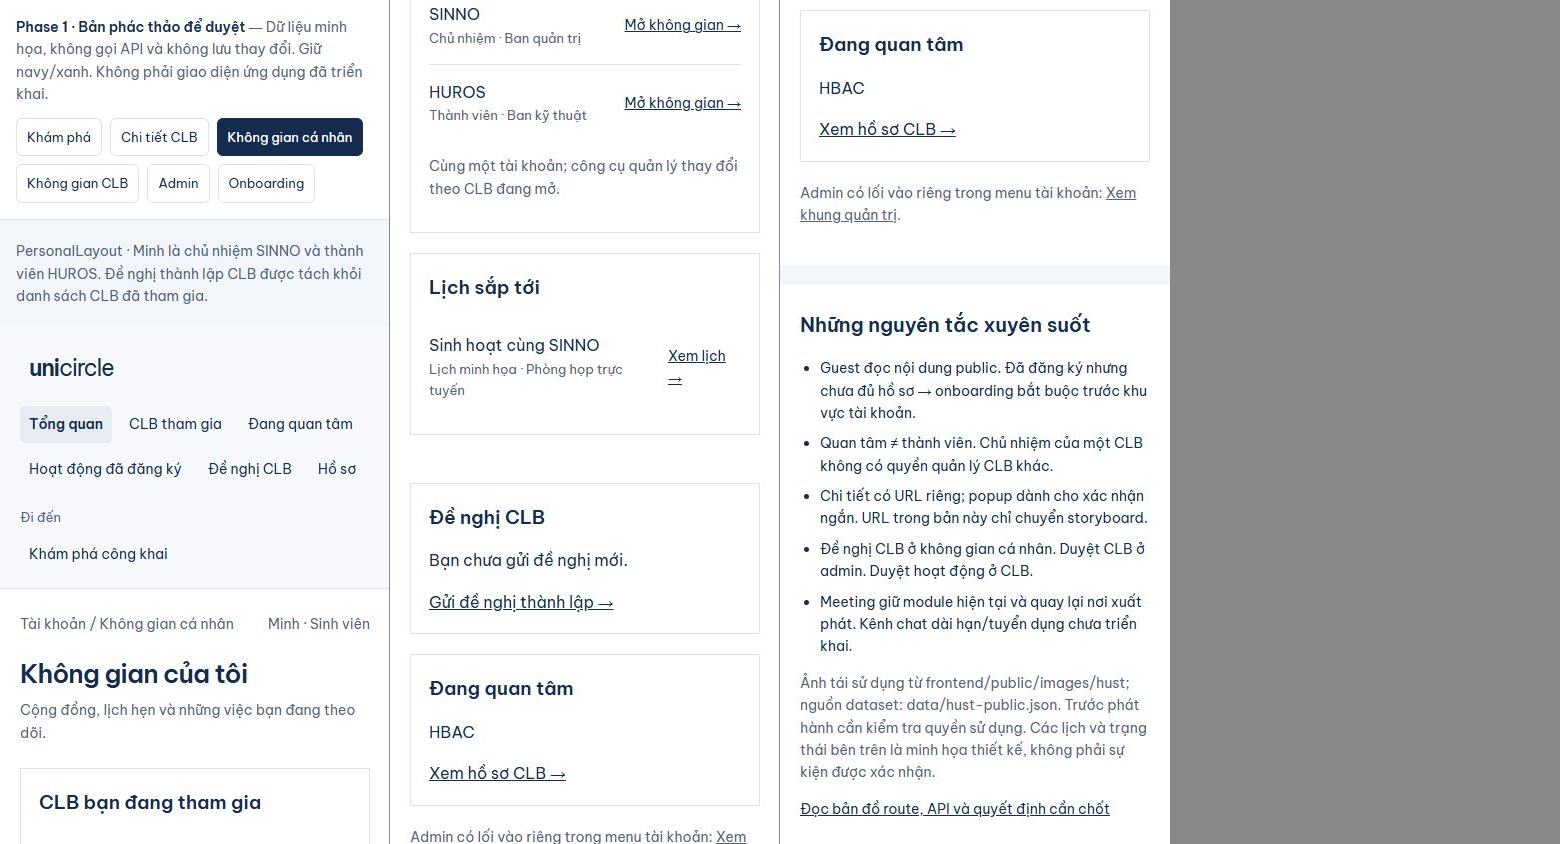 Phase 1 · Bản phác thảo để duyệt — Dữ liệu minh
họa, không gọi API và không lưu thay đổi. Giữ
navy/xanh. Không phải giao diện ứng dụng đã triển
khai.
Khám phá
Chi tiết CLB
Không gian cá nhân
Không gian CLB
Admin
Onboarding
PersonalLayout · Minh là chủ nhiệm SINNO và thành
viên HUROS. Đề nghị thành lập CLB được tách khỏi
danh sách CLB đã tham gia.
unicircle
Tổng quan
CLB tham gia
Đang quan tâm
Hoạt động đã đăng ký
Đề nghị CLB
Hồ sơ
Đi đến
Khám phá công khai
Tài khoản / Không gian cá nhân
Minh · Sinh viên
Không gian của tôi
Cộng đồng, lịch hẹn và những việc bạn đang theo
dõi.
CLB bạn đang tham gia
SINNO
Chủ nhiệm · Ban quản trị
Mở không gian →
HUROS
Thành viên · Ban kỹ thuật
Mở không gian →
Cùng một tài khoản; công cụ quản lý thay đổi
theo CLB đang mở.
Lịch sắp tới
Sinh hoạt cùng SINNO
Lịch minh họa · Phòng họp trực
tuyến
Xem lịch
→
Đề nghị CLB
Bạn chưa gửi đề nghị mới.
Gửi đề nghị thành lập →
Đang quan tâm
HBAC
Xem hồ sơ CLB →
Admin có lối vào riêng trong menu tài khoản: Xem
Đang quan tâm
HBAC
Xem hồ sơ CLB →
Admin có lối vào riêng trong menu tài khoản: Xem
khung quản trị.
Những nguyên tắc xuyên suốt
• Guest đọc nội dung public. Đã đăng ký nhưng
chưa đủ hồ sơ → onboarding bắt buộc trước khu
vực tài khoản.
• Quan tâm ≠ thành viên. Chủ nhiệm của một CLB
không có quyền quản lý CLB khác.
• Chi tiết có URL riêng; popup dành cho xác nhận
ngắn. URL trong bản này chỉ chuyển storyboard.
• Đề nghị CLB ở không gian cá nhân. Duyệt CLB ở
admin. Duyệt hoạt động ở CLB.
• Meeting giữ module hiện tại và quay lại nơi xuất
phát. Kênh chat dài hạn/tuyển dụng chưa triển
khai.
Ảnh tái sử dụng từ frontend/public/images/hust;
nguồn dataset: data/hust-public.json. Trước phát
hành cần kiểm tra quyền sử dụng. Các lịch và trạng
thái bên trên là minh họa thiết kế, không phải sự
kiện được xác nhận.
Đọc bản đồ route, API và quyết định cần chốt